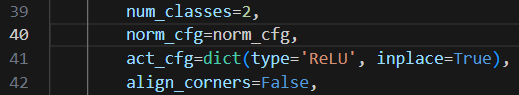 39 num_classes=2,
40 norm_cfg=norm_cfg,
41 act_cfg=dict(type='ReLU', inplace=True),
42 align_corners=False,